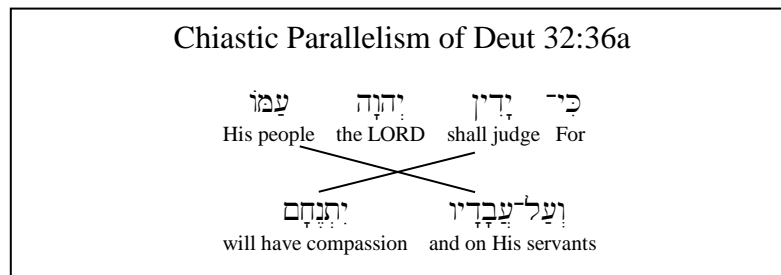 Chiastic Parallelism of Deut 32:36a
כִּי־ יָדִין יְהוָה עַמּוֹ
His people the LORD shall judge For
וְעַל־עֲבָדָיו יִתְנֶחָם
will have compassion and on His servants